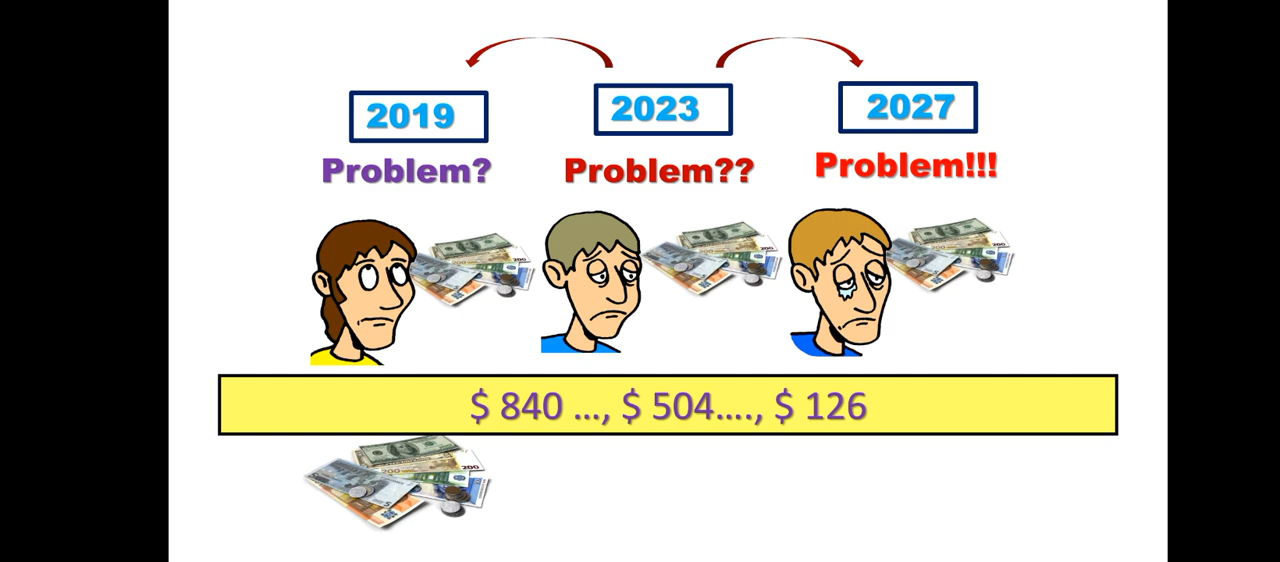 2019 2023 2027
Problem? Problem?? Problem!!!
$ 840 ..., $ 504...., $ 126